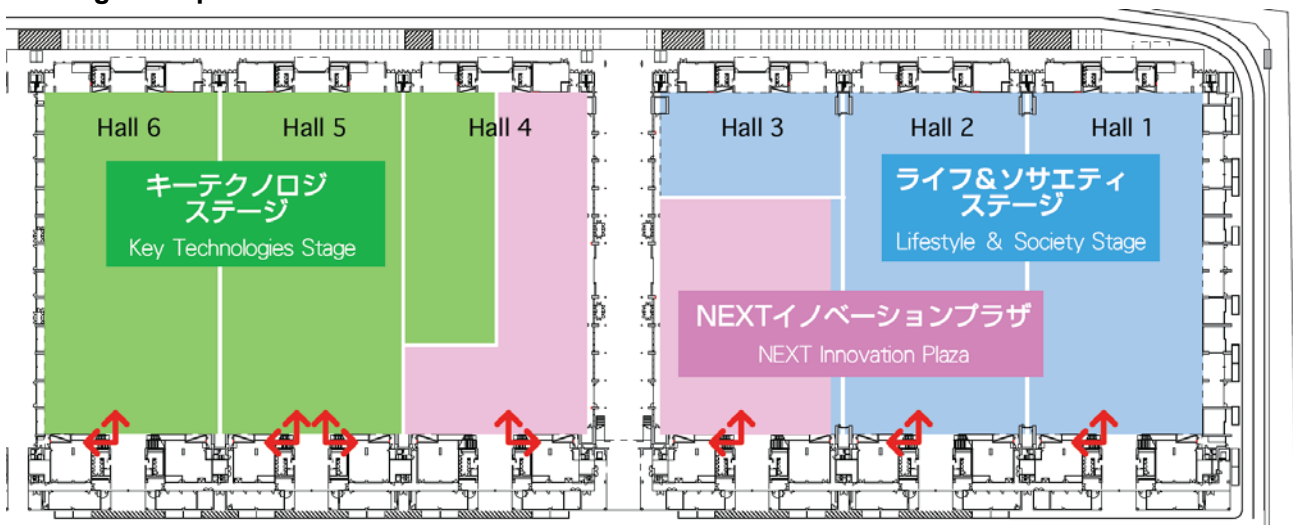 Hall 6
Hall 5
Hall 4
Hall 3
Hall 2
Hall 1
キーテクノロジ
ステージ
Key Technologies Stage
ライフ&ソサエティ
ステージ
Lifestyle & Society Stage
NEXTイノベーションプラザ
NEXT Innovation Plaza